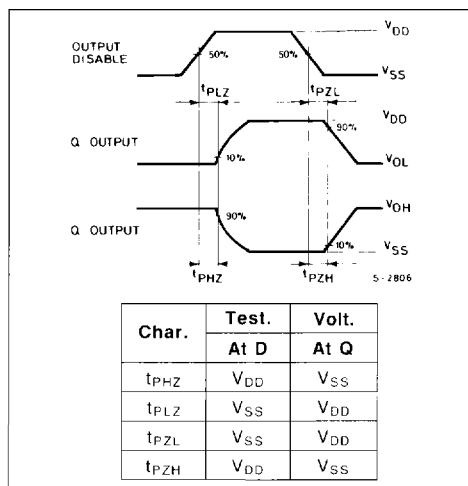 OUTPUT DISABLE
50% 50%
VDD
VSS
tPLZ tPZL
Q OUTPUT
10% 90%
VDD
VOL
Q OUTPUT
90% 10%
VOH
VSS
tPHZ tPZH
S-2806
Char. Test. Volt.
At D At Q
tPHZ VDD VSS
tPLZ VSS VDD
tPZL VSS VDD
tPZH VDD VSS